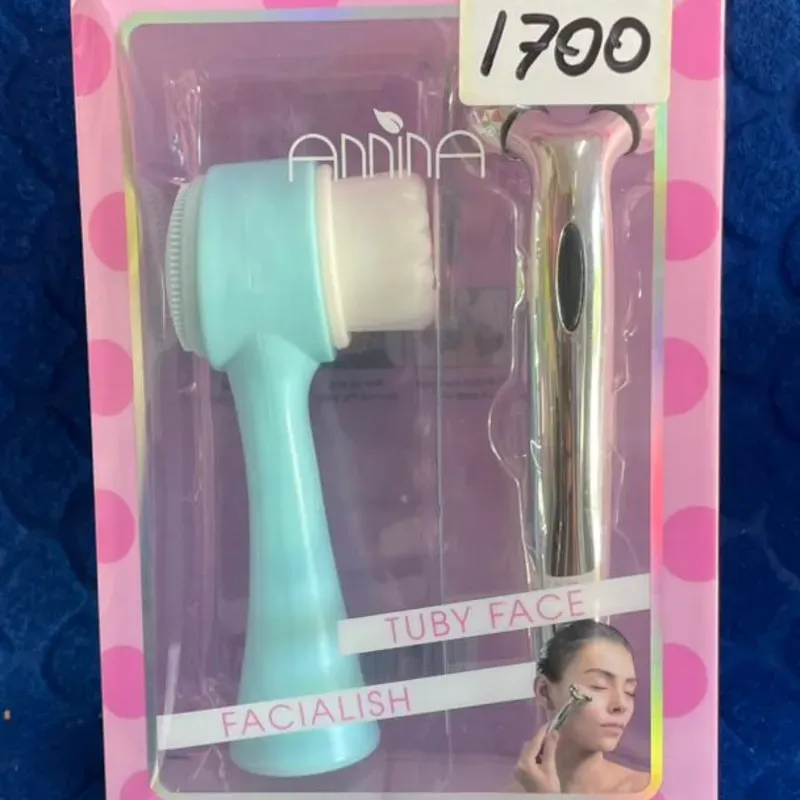 1700
AnninA
TUBY FACE
FACIALISH